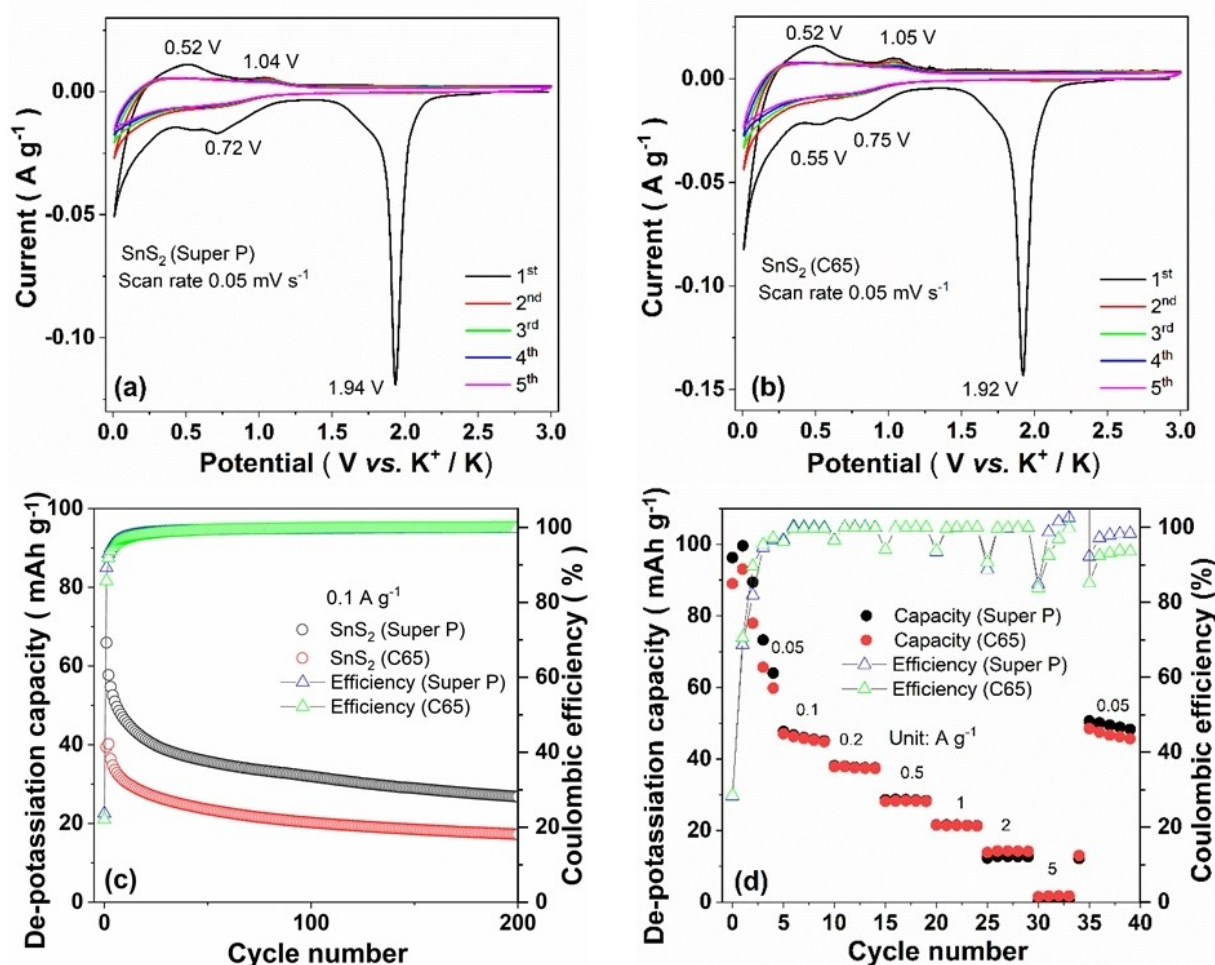 0.52 V
1.04 V
0.00
-0.05
-0.10
Current ( A g⁻¹ )
0.72 V
SnS₂ (Super P)
Scan rate 0.05 mV s⁻¹
1st
2nd
3rd
4th
5th
1.94 V
(a)
0.0 0.5 1.0 1.5 2.0 2.5 3.0
Potential ( V vs. K⁺ / K)
0.52 V
1.05 V
0.00
-0.05
-0.10
-0.15
Current ( A g⁻¹ )
0.75 V
0.55 V
SnS₂ (C65)
Scan rate 0.05 mV s⁻¹
1st
2nd
3rd
4th
5th
1.92 V
(b)
0.0 0.5 1.0 1.5 2.0 2.5 3.0
Potential ( V vs. K⁺ / K)
De-potassiation capacity ( mAh g⁻¹ )
100
90
80
70
60
50
40
30
20
10
0
0.1 A g⁻¹
SnS₂ (Super P)
SnS₂ (C65)
Efficiency (Super P)
Efficiency (C65)
(c)
0 100 200
Cycle number
100
80
60
40
20
0
Coulombic efficiency ( % )
De-potassiation capacity ( mAh g⁻¹ )
100
80
60
40
20
0
Capacity (Super P)
Capacity (C65)
Efficiency (Super P)
Efficiency (C65)
0.05
0.1
0.2
Unit: A g⁻¹
0.5
1
2
5
0.05
(d)
0 5 10 15 20 25 30 35 40
Cycle number
100
80
60
40
20
0
Coulombic efficiency (%)